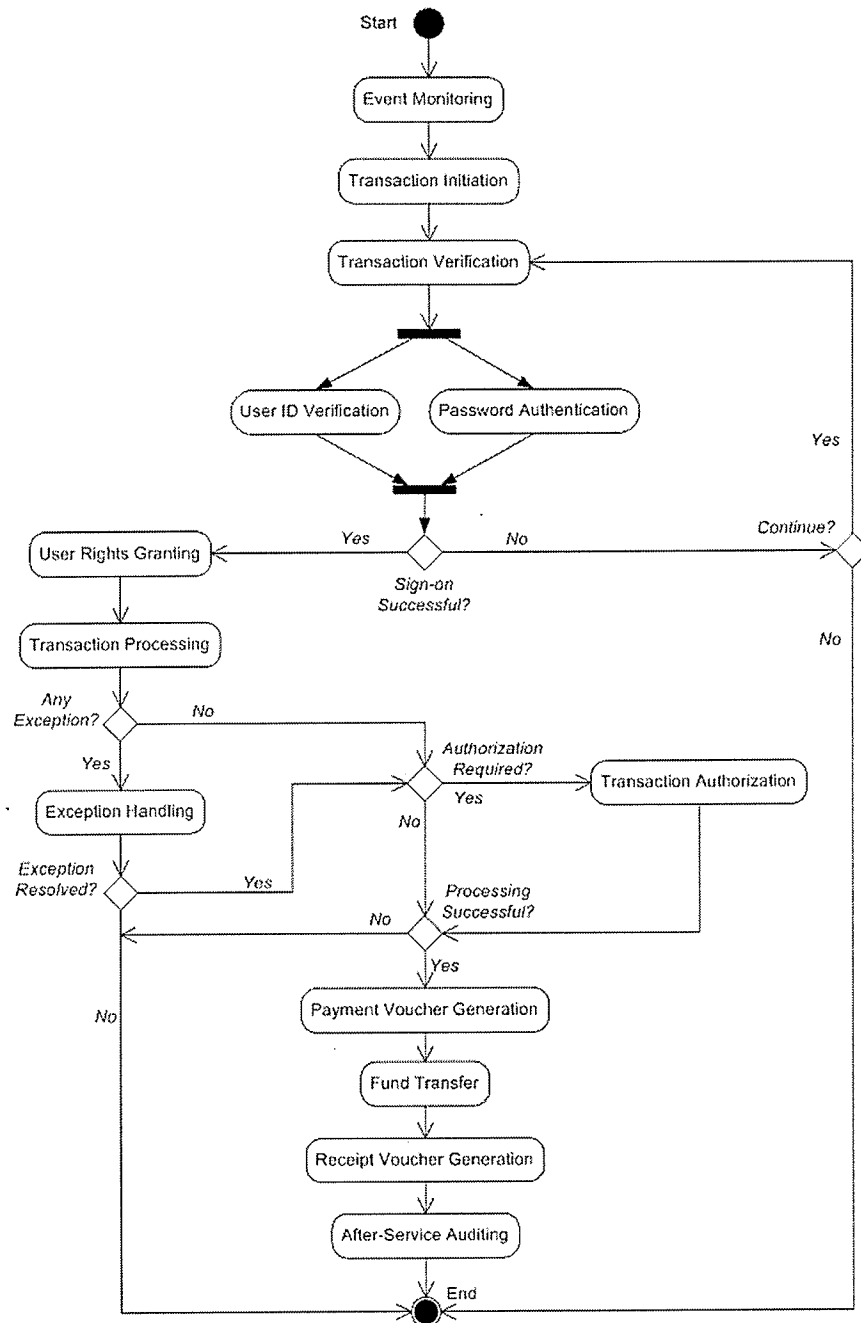 Start
Event Monitoring
Transaction Initiation
Transaction Verification
User ID Verification
Password Authentication
Yes
Continue?
User Rights Granting
Yes
No
Sign-on
Successful?
No
Transaction Processing
Any
Exception?
No
Authorization
Required?
Yes
Transaction Authorization
Yes
Exception Handling
No
Exception
Resolved?
Yes
Processing
Successful?
No
Yes
No
Payment Voucher Generation
Fund Transfer
Receipt Voucher Generation
After-Service Auditing
End